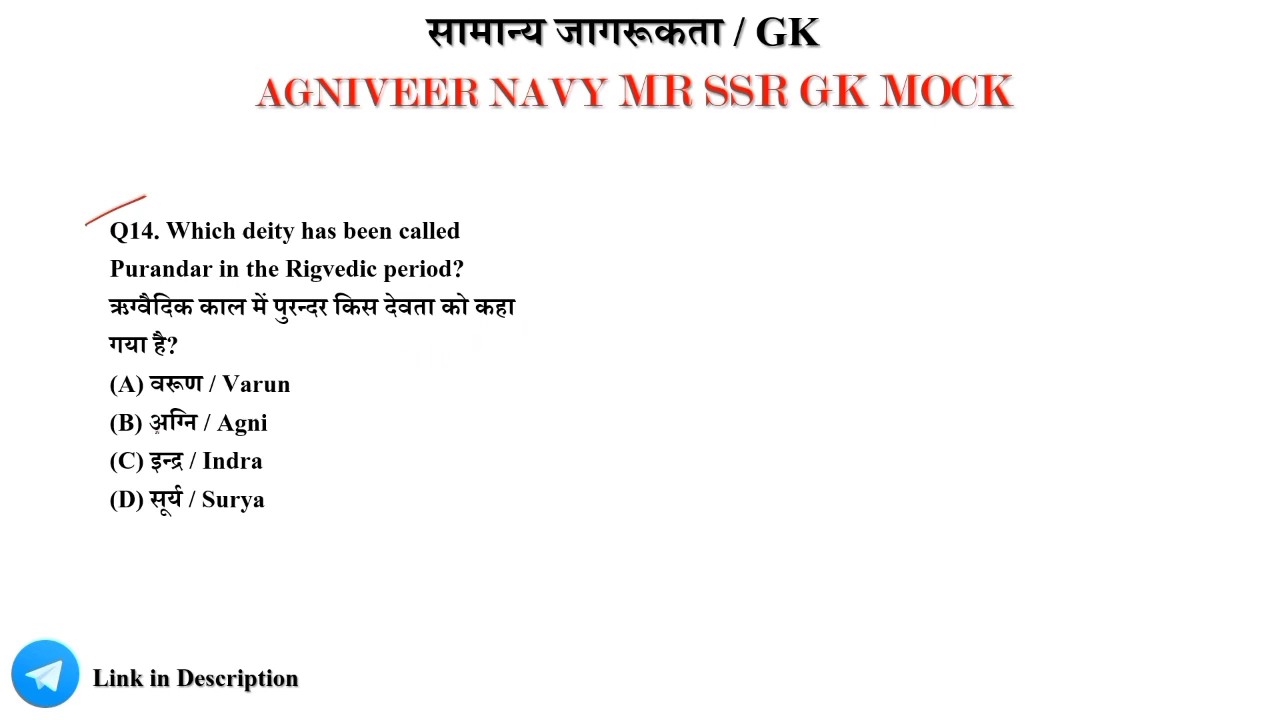 सामान्य जागरूकता / GK
AGNIVEER NAVY MR SSR GK MOCK
Q14. Which deity has been called
Purandar in the Rigvedic period?
ऋग्वैदिक काल में पुरन्दर किस देवता को कहा
गया है?
(A) वरूण / Varun
(B) अग्नि / Agni
(C) इन्द्र / Indra
(D) सूर्य / Surya
Link in Description